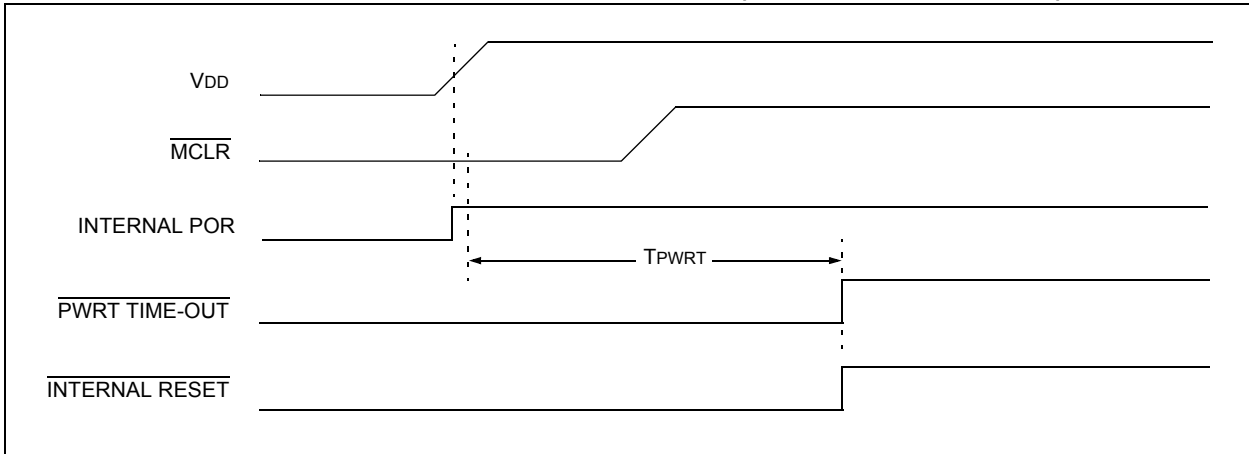 VDD
MCLR
INTERNAL POR
TPWRT
PWRT TIME-OUT
INTERNAL RESET